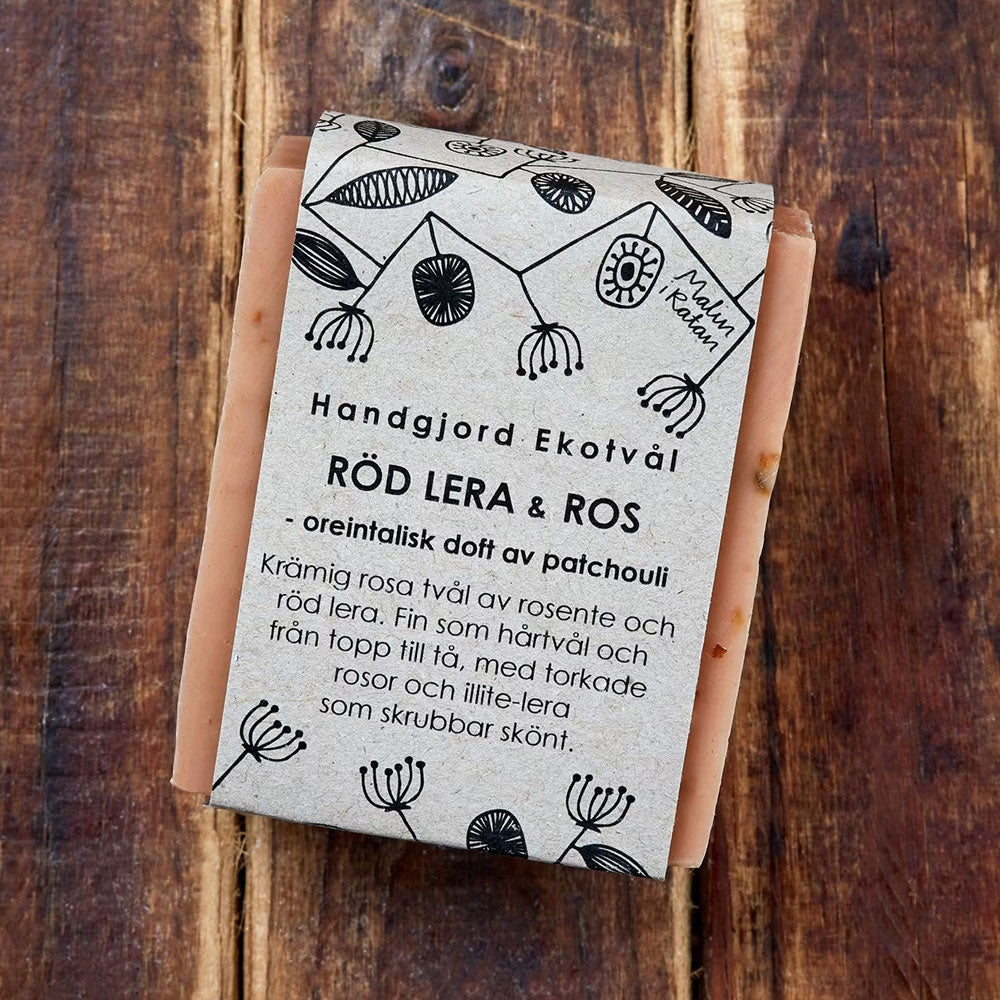 Malin
i Ratan
Handgjord Ekotvål
RÖD LERA & ROS
- oreintalisk doft av patchouli
Krämig rosa tvål av rosente och
röd lera. Fin som hårtvål och
från topp till tå, med torkade
rosor och illite-lera
som skrubbar skönt.